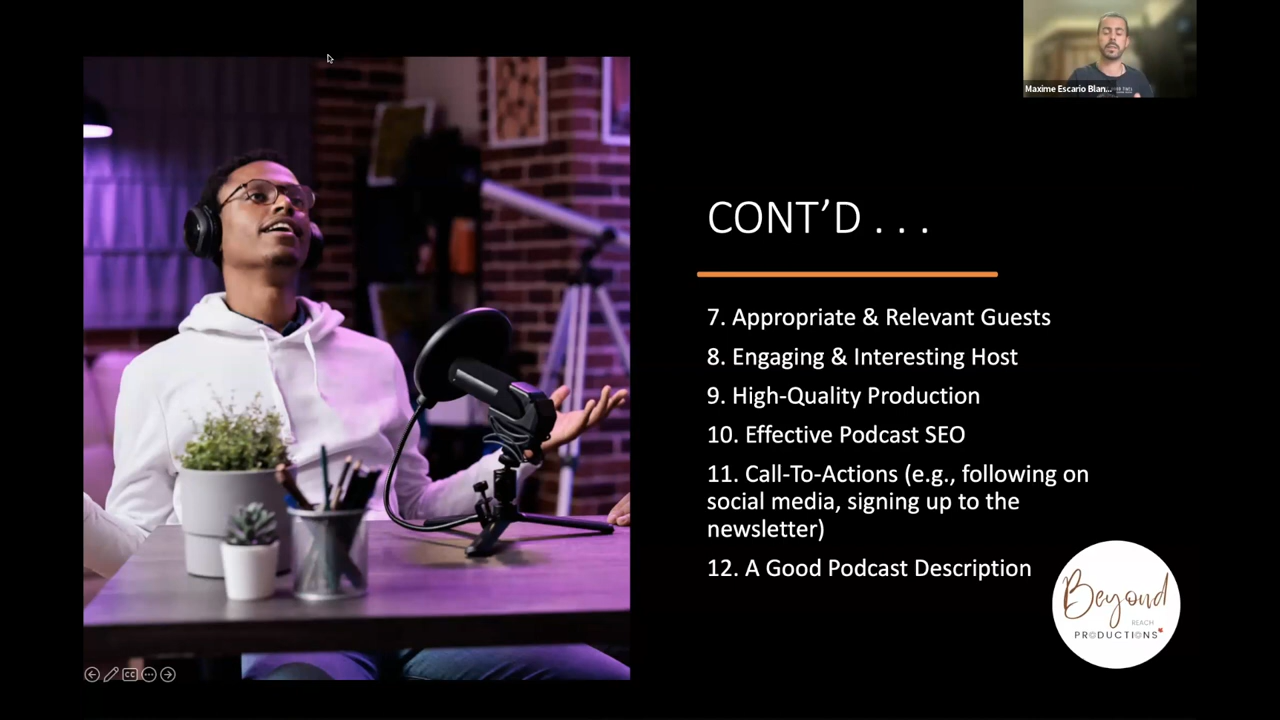 Maxime Escario Blan...
CONT'D . . .
7. Appropriate & Relevant Guests
8. Engaging & Interesting Host
9. High-Quality Production
10. Effective Podcast SEO
11. Call-To-Actions (e.g., following on
social media, signing up to the
newsletter)
12. A Good Podcast Description
Beyond
REACH
PRODUCTIONS
CC